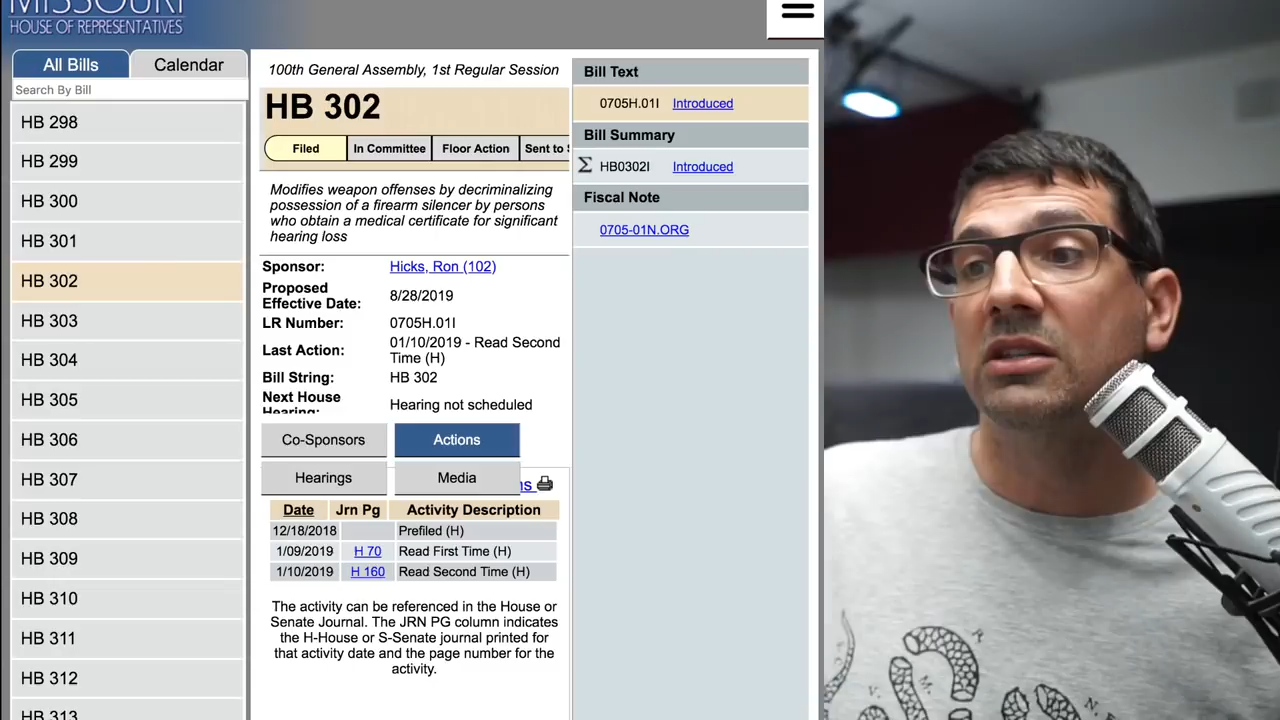 MISSOURI
HOUSE OF REPRESENTATIVES
All Bills
Calendar
Search By Bill
HB 298
HB 299
HB 300
HB 301
HB 302
HB 303
HB 304
HB 305
HB 306
HB 307
HB 308
HB 309
HB 310
HB 311
HB 312
HB 313
100th General Assembly, 1st Regular Session
HB 302
Filed
In Committee
Floor Action
Sent to S
Modifies weapon offenses by decriminalizing
possession of a firearm silencer by persons
who obtain a medical certificate for significant
hearing loss
Sponsor: Hicks, Ron (102)
Proposed
Effective Date: 8/28/2019
LR Number: 0705H.01I
Last Action: 01/10/2019 - Read Second
Time (H)
Bill String: HB 302
Next House
Hearing: Hearing not scheduled
Co-Sponsors
Actions
Hearings
Media
ns
Date Jrn Pg Activity Description
12/18/2018 Prefiled (H)
1/09/2019 H 70 Read First Time (H)
1/10/2019 H 160 Read Second Time (H)
The activity can be referenced in the House or
Senate Journal. The JRN PG column indicates
the H-House or S-Senate journal printed for
that activity date and the page number for the
activity.
Bill Text
0705H.01I Introduced
Bill Summary
Σ HB0302I Introduced
Fiscal Note
0705-01N.ORG
V.
M.
N.